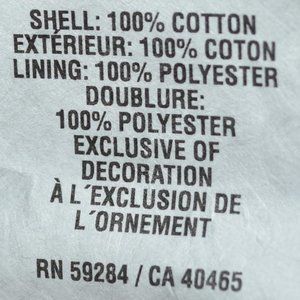 SHELL: 100% COTTON
EXTÉRIEUR: 100% COTON
LINING: 100% POLYESTER
DOUBLURE:
100% POLYESTER
EXCLUSIVE OF
DECORATION
À L´EXCLUSION DE
L´ORNEMENT
RN 59284 / CA 40465